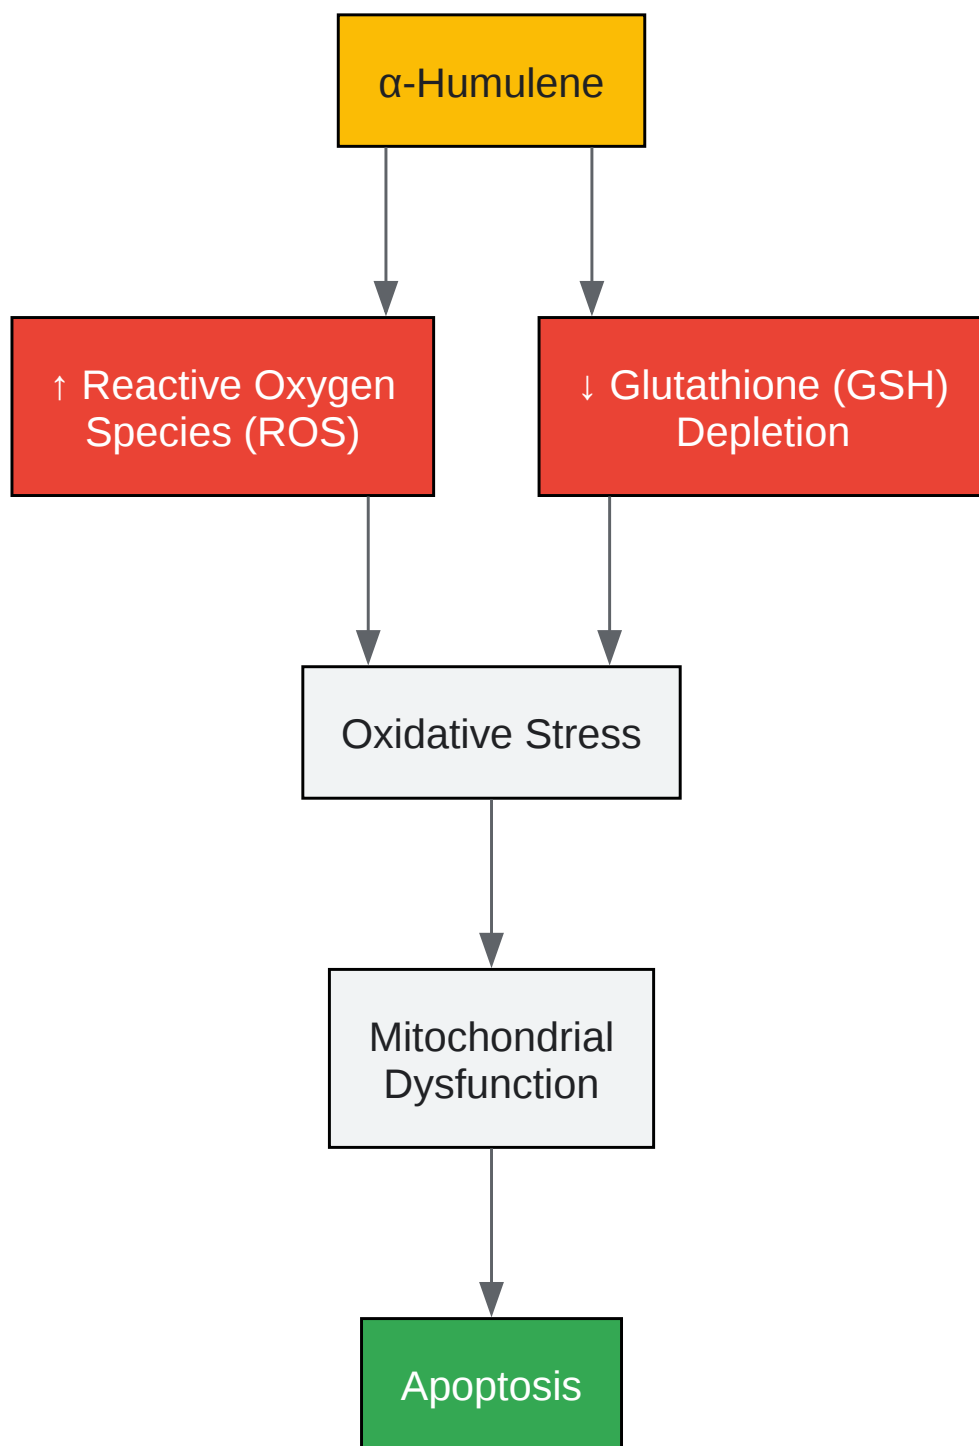 α-Humulene
↑ Reactive Oxygen
Species (ROS)
↓ Glutathione (GSH)
Depletion
Oxidative Stress
Mitochondrial
Dysfunction
Apoptosis